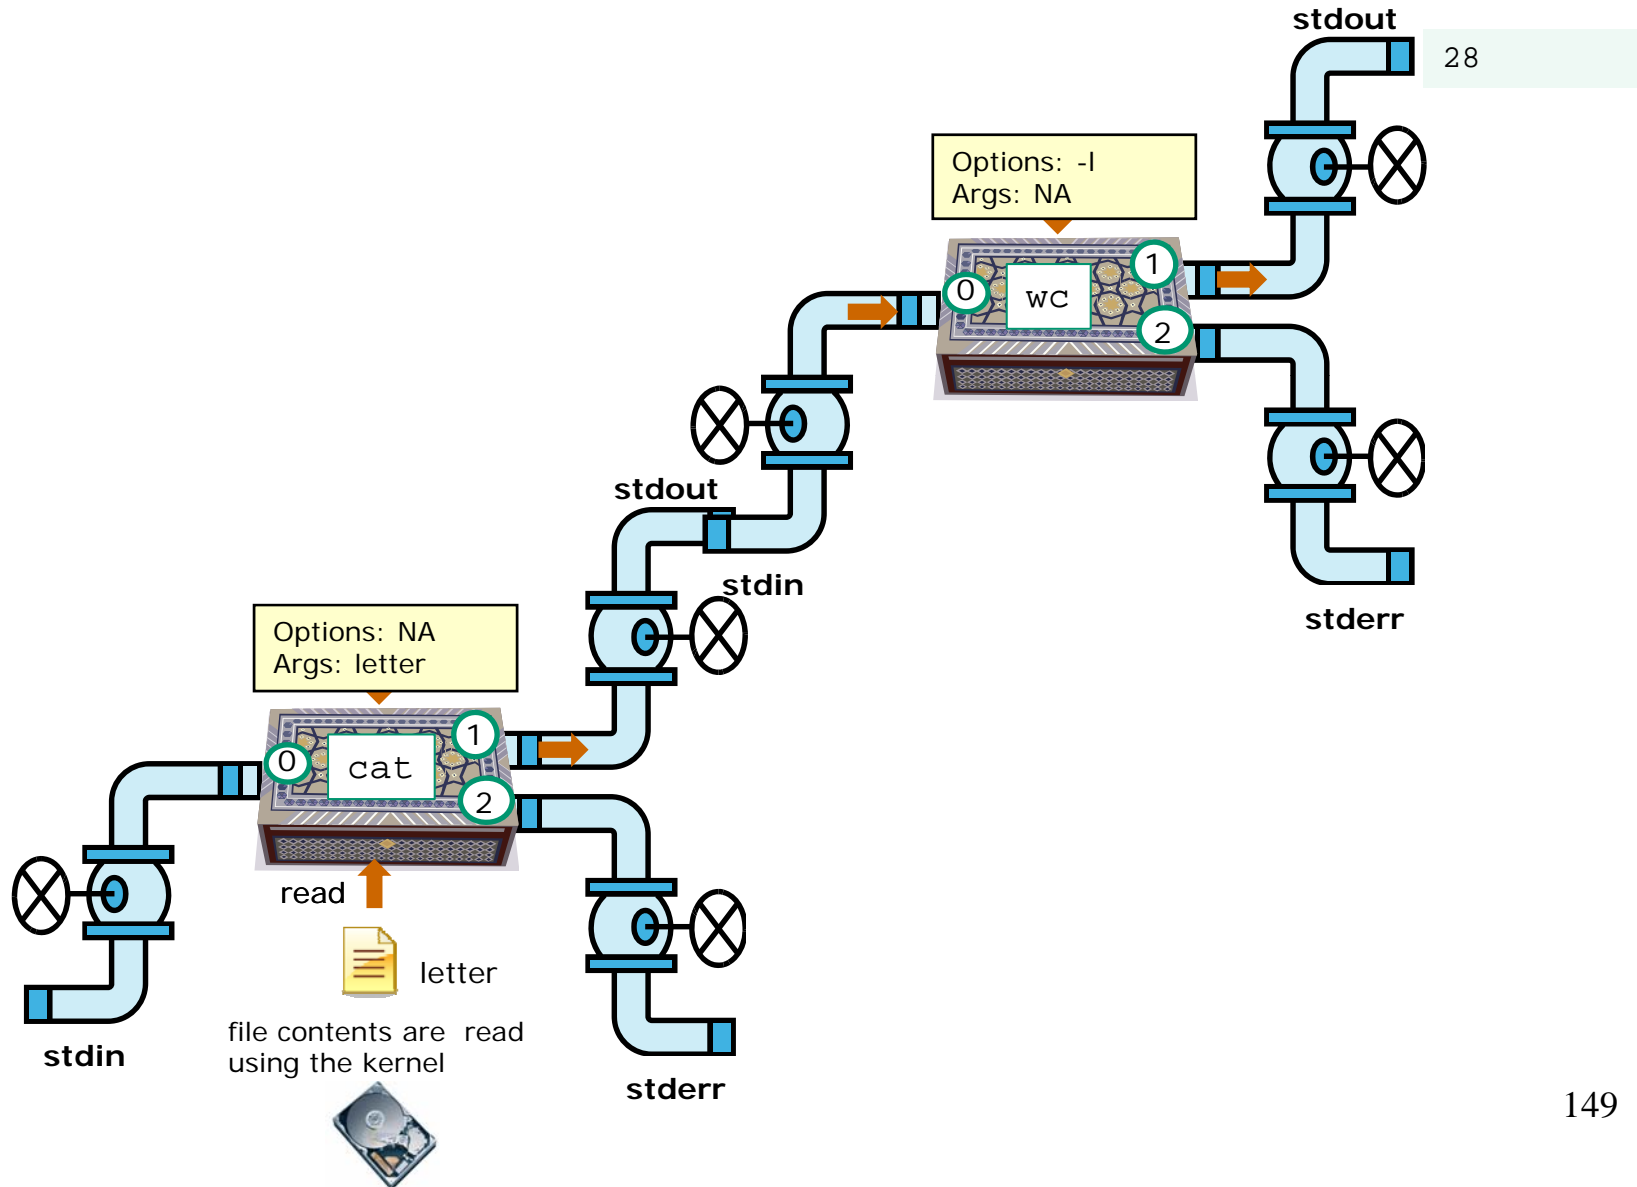 stdout
28
Options: -l
Args: NA
1
0
wc
2
stdout
stdin
stderr
Options: NA
Args: letter
1
0
cat
2
read
letter
file contents are read
using the kernel
stdin
stderr
149